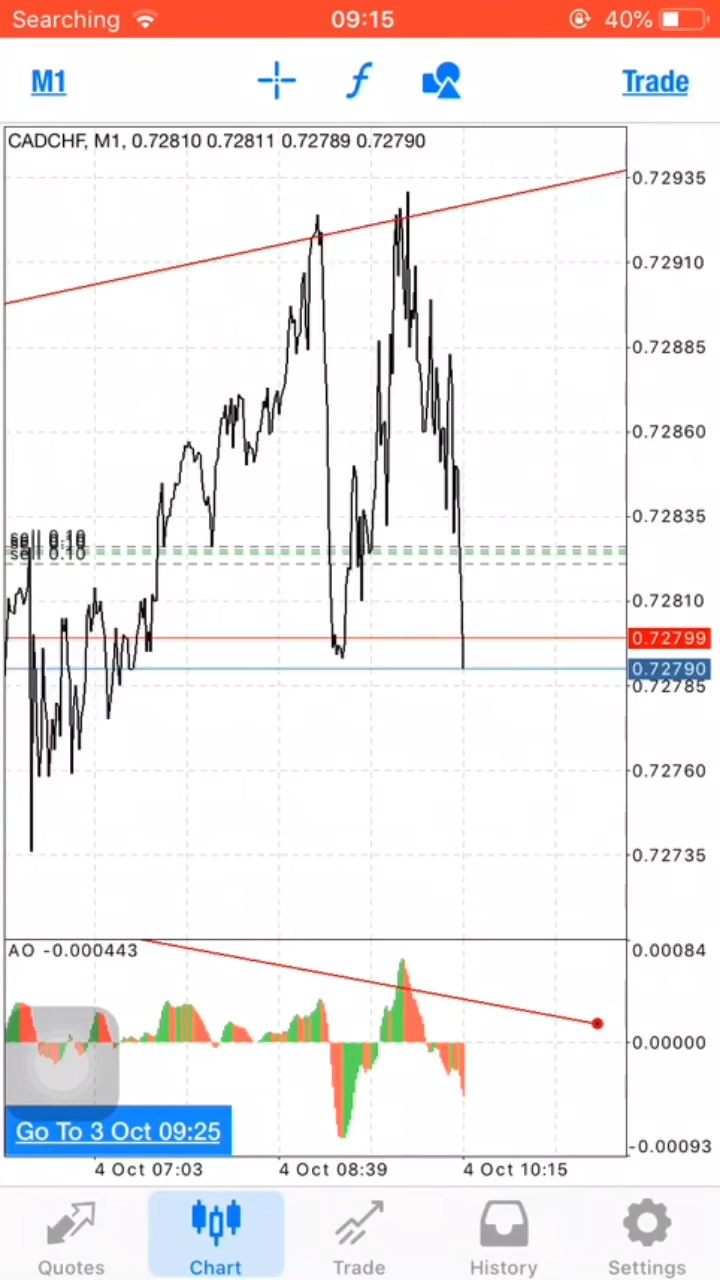 Searching 09:15 40%
M1 f Trade
CADCHF, M1, 0.72810 0.72811 0.72789 0.72790
0.72935
0.72910
0.72885
0.72860
0.72835
sell 0.10
sell 0.10
0.72810
0.72799
0.72790
0.72785
0.72760
0.72735
AO -0.000443
0.00084
0.00000
Go To 3 Oct 09:25
-0.00093
4 Oct 07:03 4 Oct 08:39 4 Oct 10:15
Quotes Chart Trade History Settings